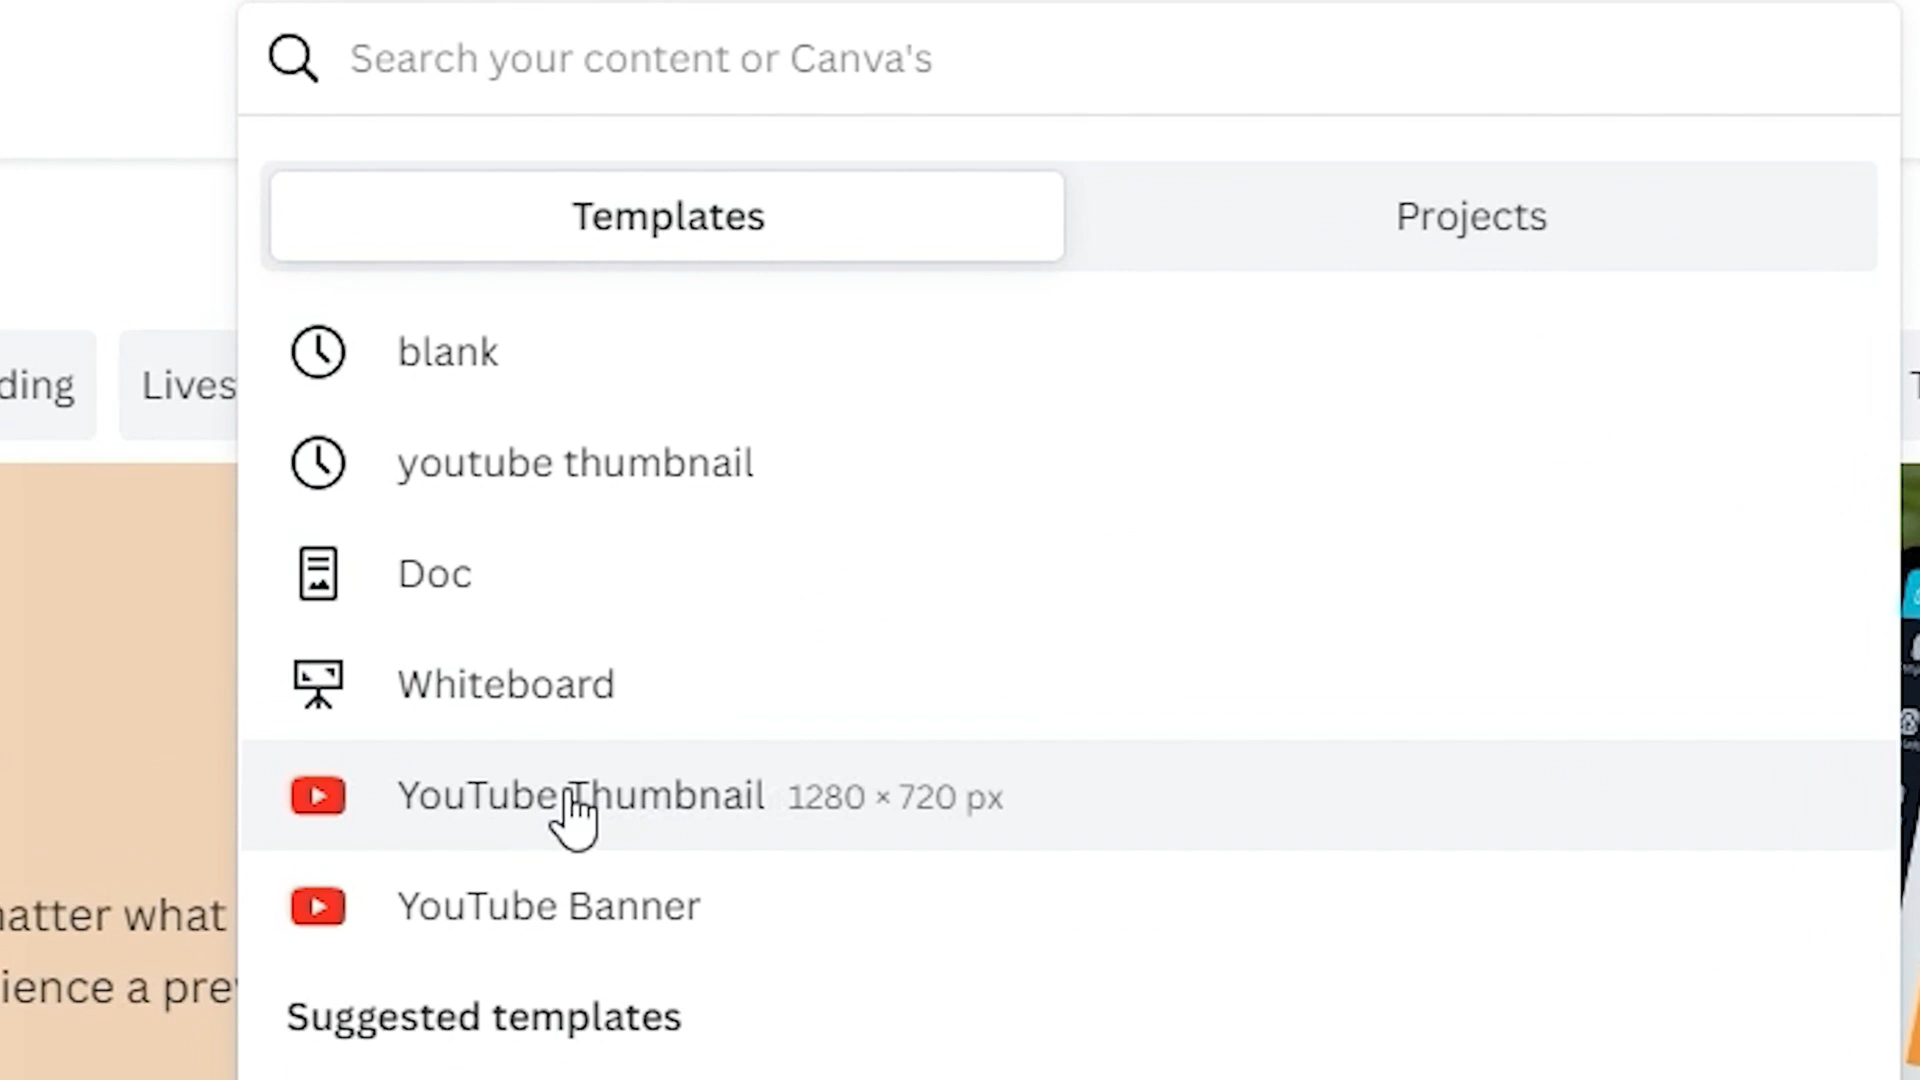 Search your content or Canva's
Templates
Projects
blank
youtube thumbnail
Doc
Whiteboard
YouTube Thumbnail 1280 × 720 px
YouTube Banner
Suggested templates
ding
Lives
atter what
ience a pre